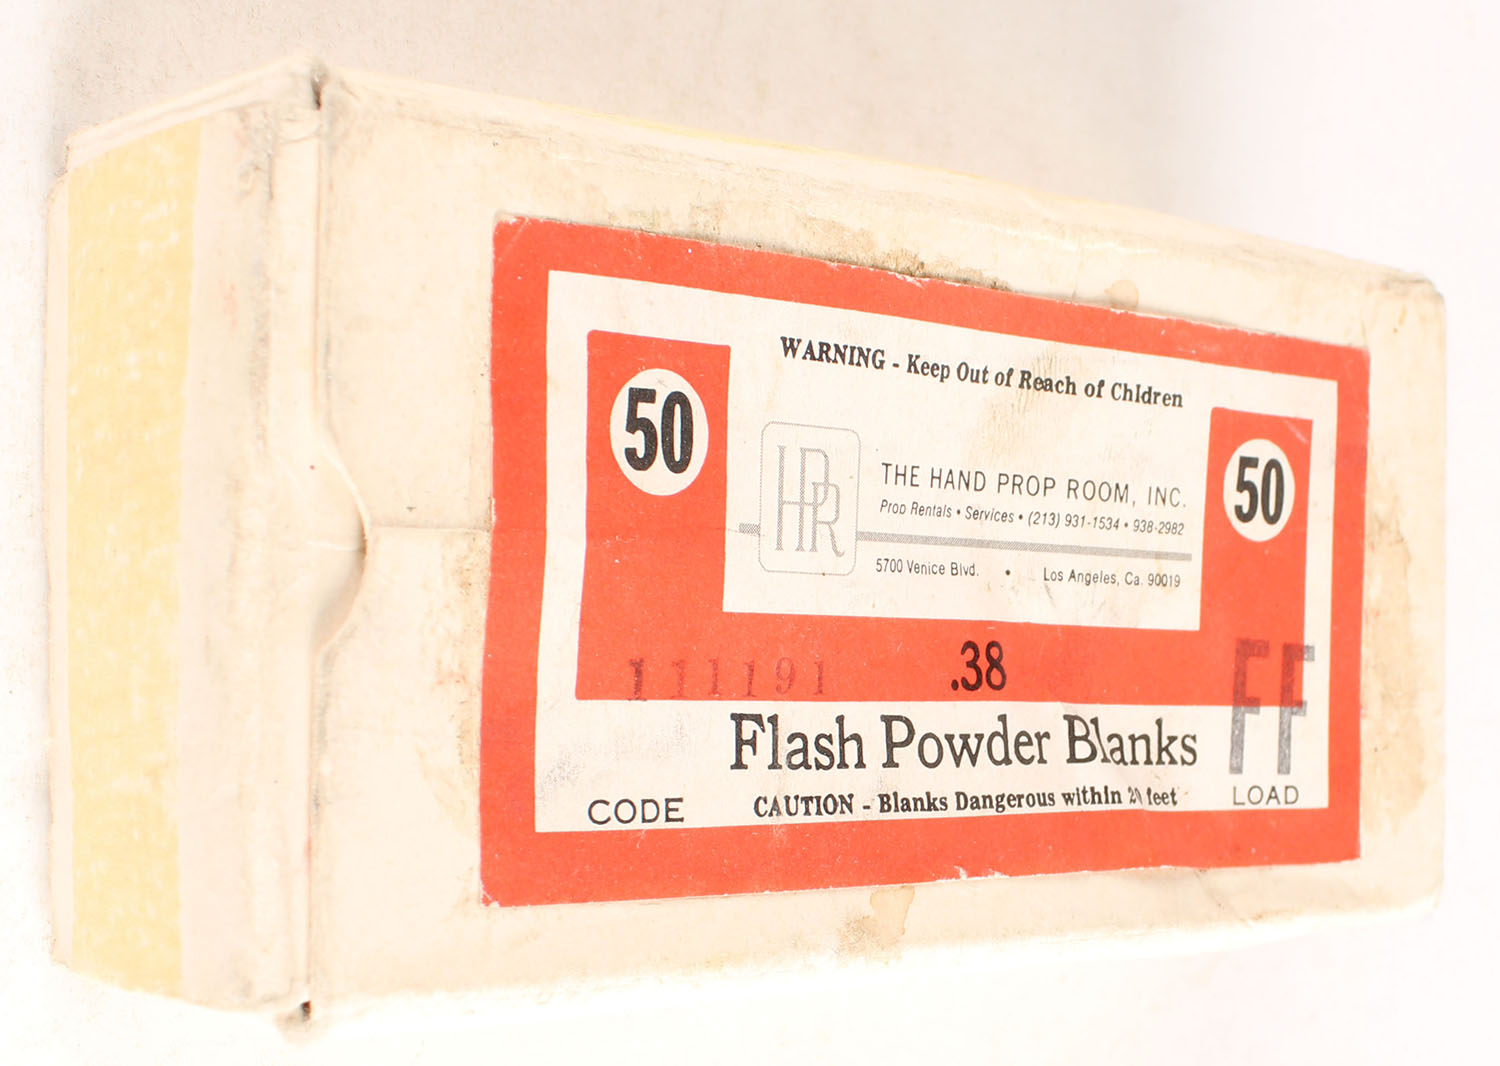 WARNING - Keep Out of Reach of Children
50
50
HPR
THE HAND PROP ROOM, INC.
Prop Rentals • Services • (213) 931-1534 • 938-2982
5700 Venice Blvd. • Los Angeles, Ca. 90019
111191
.38
FF
Flash Powder Blanks
CODE
CAUTION - Blanks Dangerous within 20 feet
LOAD